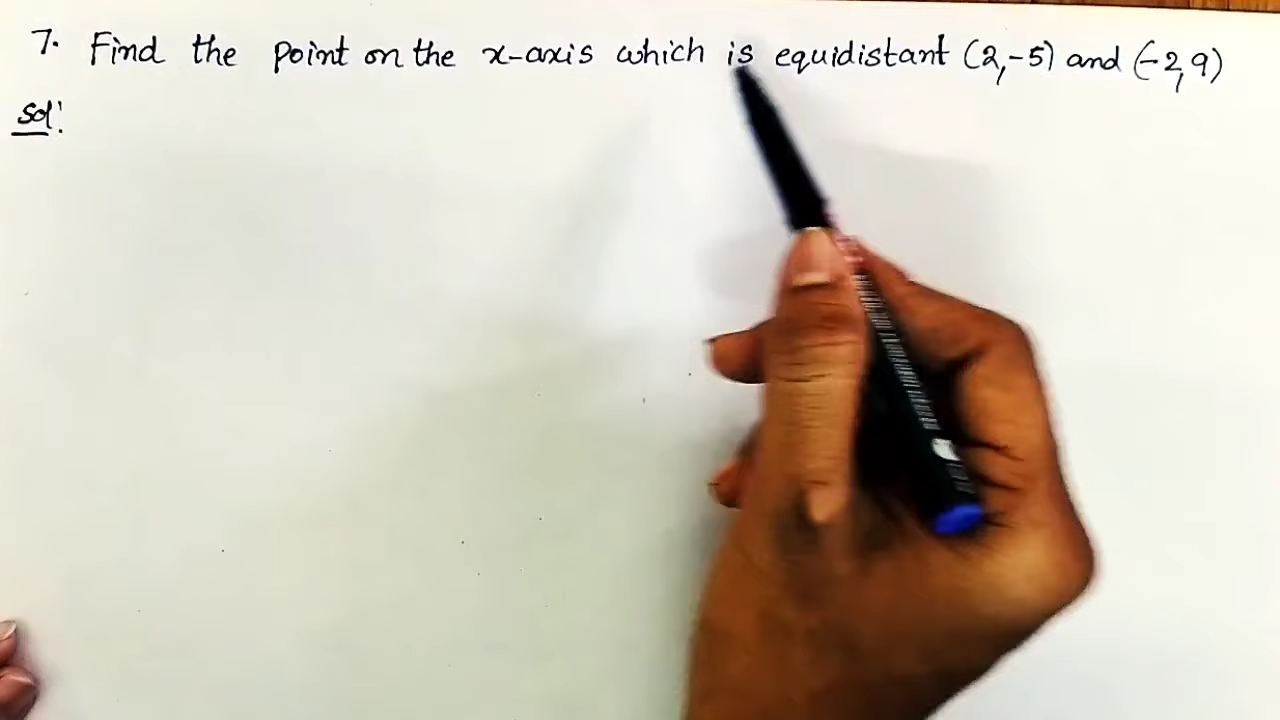 7. Find the point on the x-axis which is equidistant (2,-5) and (-2,9)
Sol: